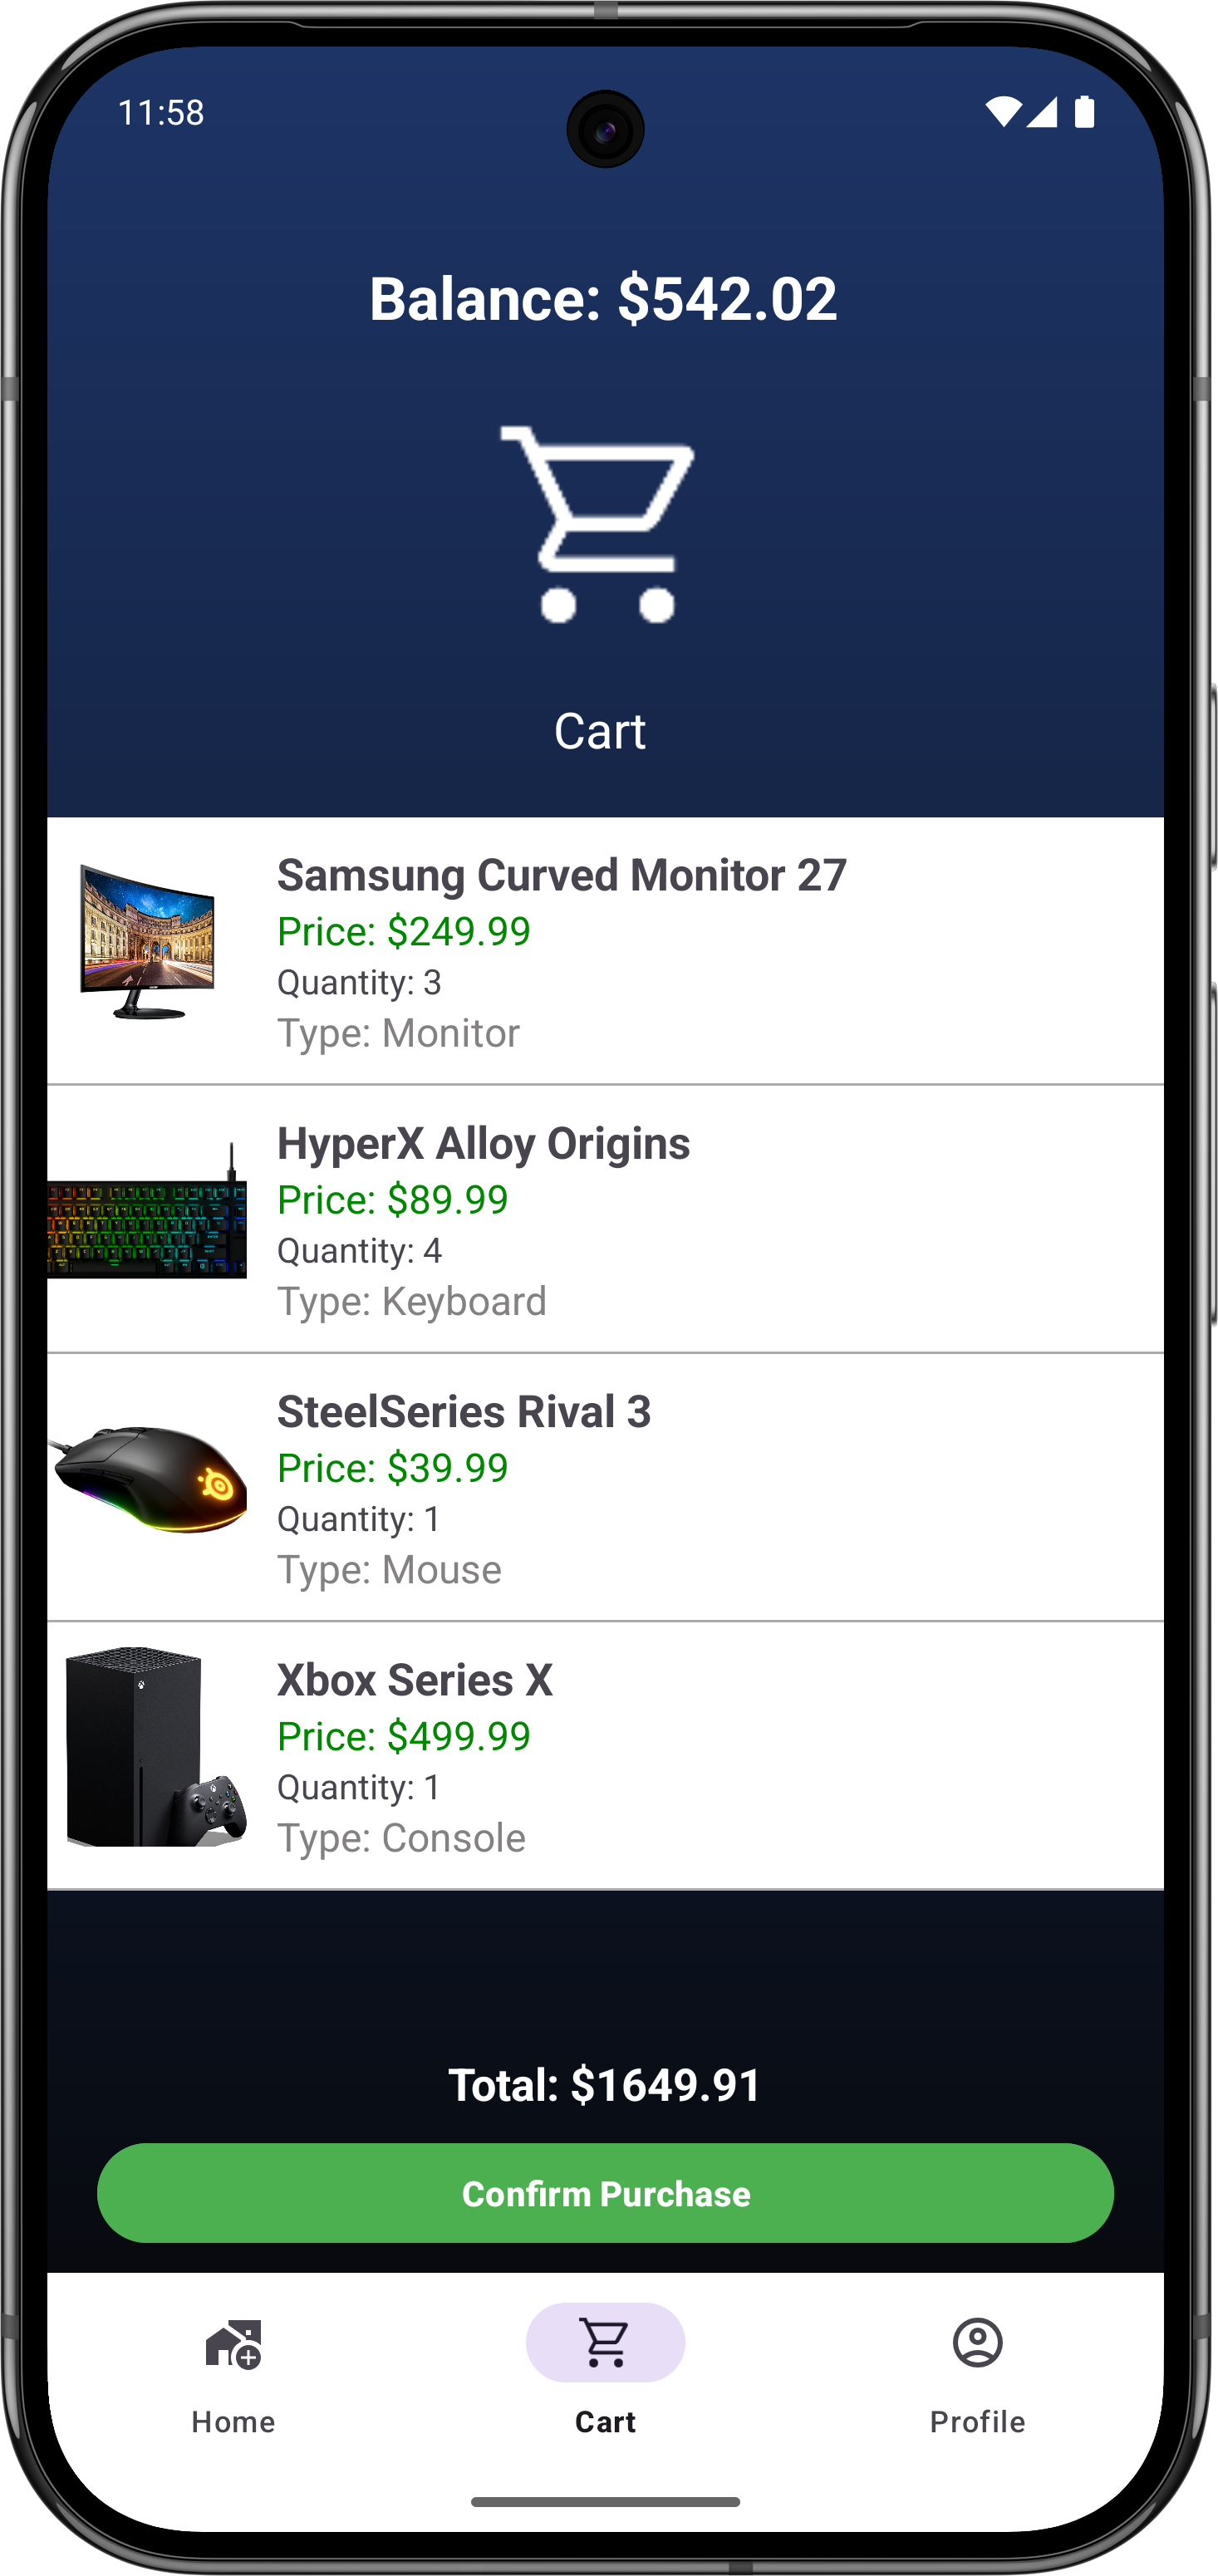 11:58
Balance: $542.02
Cart
Samsung Curved Monitor 27
Price: $249.99
Quantity: 3
Type: Monitor
HyperX Alloy Origins
Price: $89.99
Quantity: 4
Type: Keyboard
SteelSeries Rival 3
Price: $39.99
Quantity: 1
Type: Mouse
Xbox Series X
Price: $499.99
Quantity: 1
Type: Console
Total: $1649.91
Confirm Purchase
Home
Cart
Profile